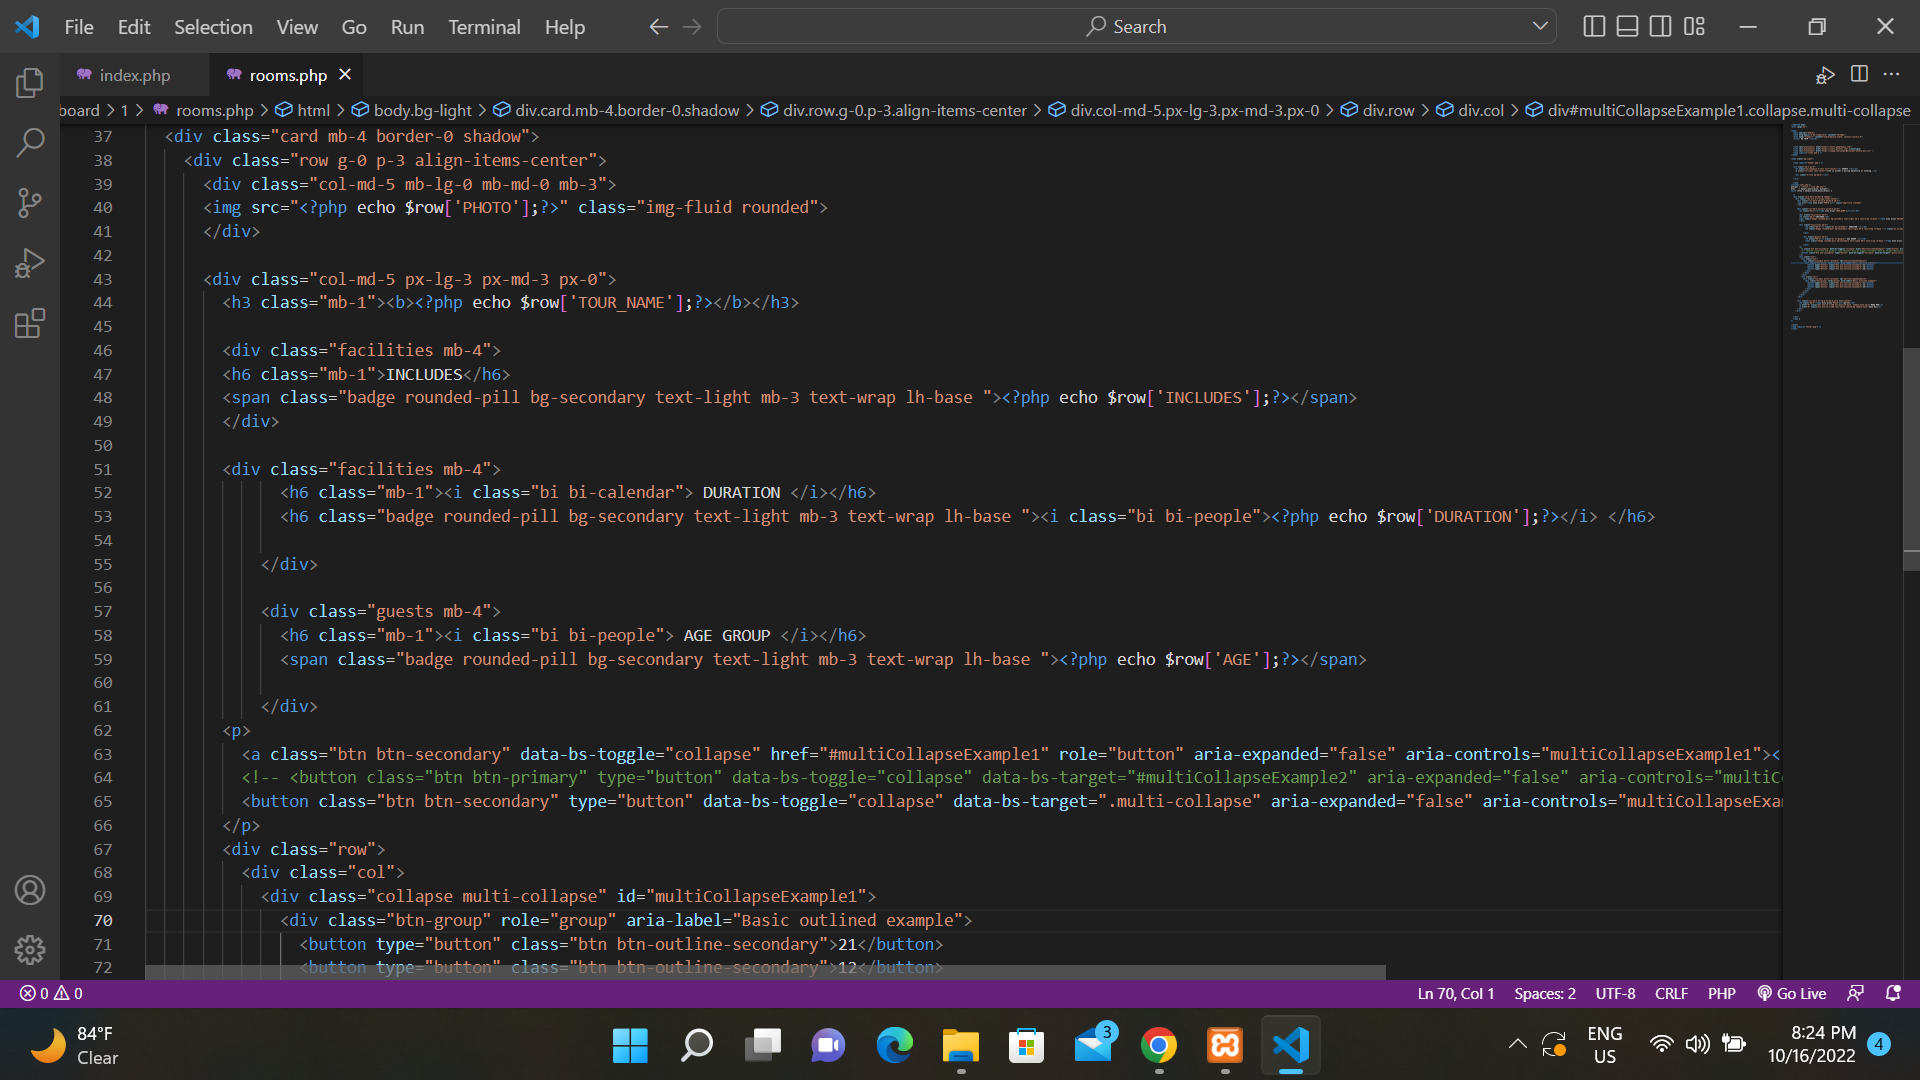 File Edit Selection View Go Run Terminal Help Search
index.php rooms.php
board 1 rooms.php html body.bg-light div.card.mb-4.border-0.shadow div.row.g-0.p-3.align-items-center div.col-md-5.px-lg-3.px-md-3.px-0 div.row div.col div#multiCollapseExample1.collapse.multi-collapse
37 <div class="card mb-4 border-0 shadow">
38 <div class="row g-0 p-3 align-items-center">
39 <div class="col-md-5 mb-lg-0 mb-md-0 mb-3">
40 <img src="<?php echo $row['PHOTO'];?>" class="img-fluid rounded">
41 </div>
42
43 <div class="col-md-5 px-lg-3 px-md-3 px-0">
44 <h3 class="mb-1"><b><?php echo $row['TOUR_NAME'];?></b></h3>
45
46 <div class="facilities mb-4">
47 <h6 class="mb-1">INCLUDES</h6>
48 <span class="badge rounded-pill bg-secondary text-light mb-3 text-wrap lh-base "><?php echo $row['INCLUDES'];?></span>
49 </div>
50
51 <div class="facilities mb-4">
52 <h6 class="mb-1"><i class="bi bi-calendar"> DURATION </i></h6>
53 <h6 class="badge rounded-pill bg-secondary text-light mb-3 text-wrap lh-base "><i class="bi bi-people"><?php echo $row['DURATION'];?></i> </h6>
54
55 </div>
56
57 <div class="guests mb-4">
58 <h6 class="mb-1"><i class="bi bi-people"> AGE GROUP </i></h6>
59 <span class="badge rounded-pill bg-secondary text-light mb-3 text-wrap lh-base "><?php echo $row['AGE'];?></span>
60
61 </div>
62 <p>
63 <a class="btn btn-secondary" data-bs-toggle="collapse" href="#multiCollapseExample1" role="button" aria-expanded="false" aria-controls="multiCollapseExample1"><
64 <!-- <button class="btn btn-primary" type="button" data-bs-toggle="collapse" data-bs-target="#multiCollapseExample2" aria-expanded="false" aria-controls="multiC
65 <button class="btn btn-secondary" type="button" data-bs-toggle="collapse" data-bs-target=".multi-collapse" aria-expanded="false" aria-controls="multiCollapseExa
66 </p>
67 <div class="row">
68 <div class="col">
69 <div class="collapse multi-collapse" id="multiCollapseExample1">
70 <div class="btn-group" role="group" aria-label="Basic outlined example">
71 <button type="button" class="btn btn-outline-secondary">21</button>
72 <button type="button" class="btn btn-outline-secondary">12</button>
0 0 Ln 70, Col 1 Spaces: 2 UTF-8 CRLF PHP Go Live
84°F
Clear
3
ENG
US
8:24 PM
10/16/2022
4